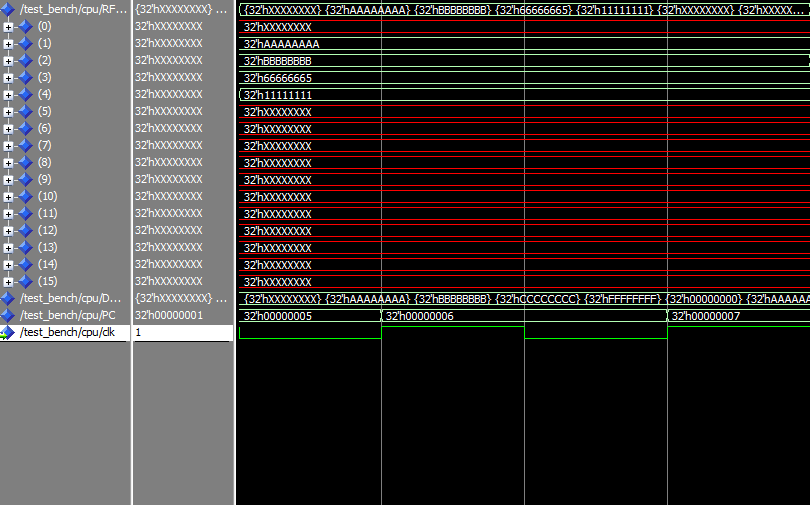 /test_bench/cpu/RF... {32'hXXXXXXXX} ... {32'hXXXXXXXX} {32'hAAAAAAAA} {32'hBBBBBBBB} {32'h66666665} {32'h11111111} {32'hXXXXXXXX} {32'hXXXXX...
(0) 32'hXXXXXXXX 32'hXXXXXXXX
(1) 32'hXXXXXXXX 32'hAAAAAAAA
(2) 32'hXXXXXXXX 32'hBBBBBBBB
(3) 32'hXXXXXXXX 32'h66666665
(4) 32'hXXXXXXXX 32'h11111111
(5) 32'hXXXXXXXX 32'hXXXXXXXX
(6) 32'hXXXXXXXX 32'hXXXXXXXX
(7) 32'hXXXXXXXX 32'hXXXXXXXX
(8) 32'hXXXXXXXX 32'hXXXXXXXX
(9) 32'hXXXXXXXX 32'hXXXXXXXX
(10) 32'hXXXXXXXX 32'hXXXXXXXX
(11) 32'hXXXXXXXX 32'hXXXXXXXX
(12) 32'hXXXXXXXX 32'hXXXXXXXX
(13) 32'hXXXXXXXX 32'hXXXXXXXX
(14) 32'hXXXXXXXX 32'hXXXXXXXX
(15) 32'hXXXXXXXX 32'hXXXXXXXX
/test_bench/cpu/D... {32'hXXXXXXXX} ... {32'hXXXXXXXX} {32'hAAAAAAAA} {32'hBBBBBBBB} {32'hCCCCCCCC} {32'hFFFFFFFF} {32'h00000000} {32'hAAAAAA
/test_bench/cpu/PC 32'h00000001 32'h00000005 32'h00000006 32'h00000007
/test_bench/cpu/clk 1